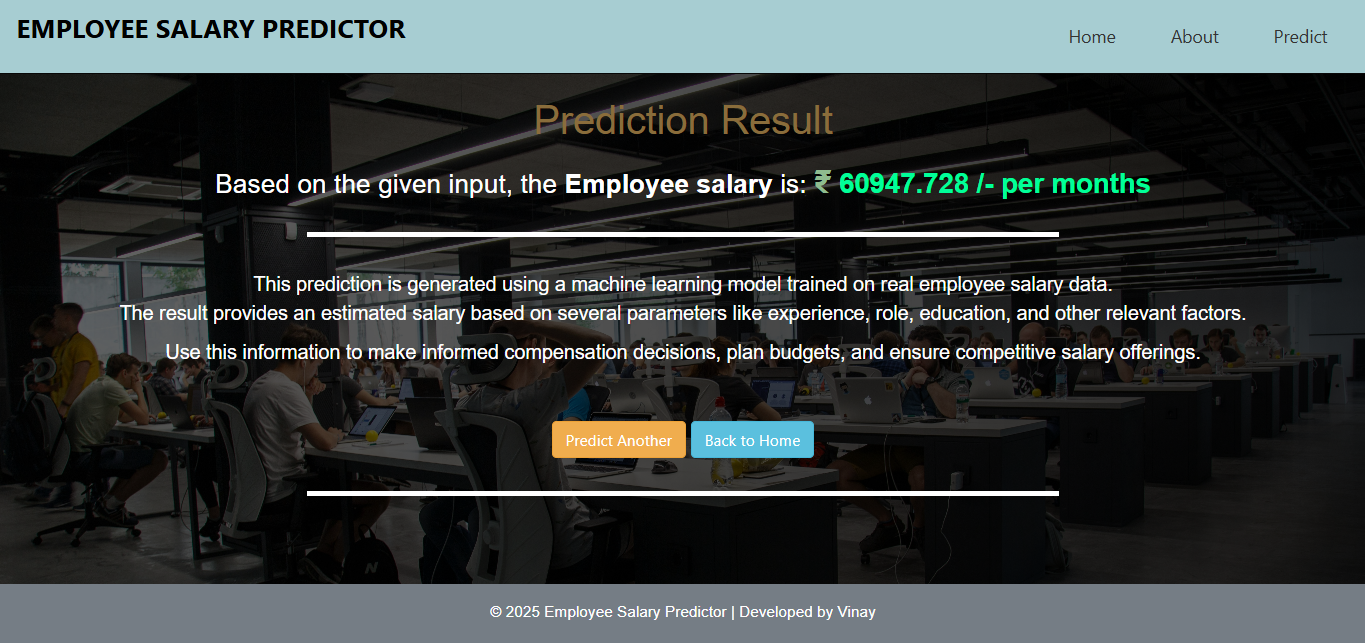 EMPLOYEE SALARY PREDICTOR
Home About Predict
Prediction Result
Based on the given input, the Employee salary is: ₹ 60947.728 /- per months
This prediction is generated using a machine learning model trained on real employee salary data.
The result provides an estimated salary based on several parameters like experience, role, education, and other relevant factors.
Use this information to make informed compensation decisions, plan budgets, and ensure competitive salary offerings.
Predict Another Back to Home
© 2025 Employee Salary Predictor | Developed by Vinay